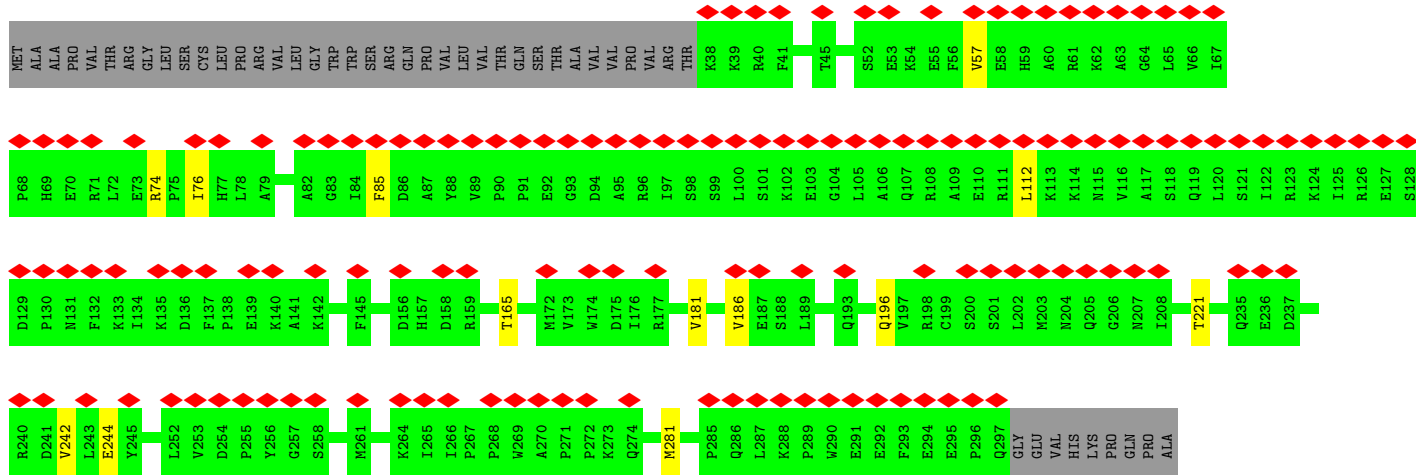 MET ALA ALA PRO VAL THR ARG GLY LEU SER CYS LEU PRO ARG VAL LEU GLY TRP TRP SER ARG GLN PRO VAL LEU VAL THR GLN SER THR ALA VAL VAL PRO VAL ARG THR K38 K39 R40 F41 T45 S52 E53 K54 E55 F56 V57 E58 H59 A60 R61 K62 A63 G64 L65 V66 I67
P68 H69 E70 R71 L72 E73 R74 P75 I76 H77 L78 A79 A82 G83 I84 F85 D86 A87 Y88 V89 P90 P91 E92 G93 D94 A95 R96 I97 S98 S99 L100 S101 K102 E103 G104 L105 A106 Q107 R108 A109 E110 R111 L112 K113 K114 N115 V116 A117 S118 Q119 L120 S121 I122 R123 K124 I125 R126 E127 S128
D129 P130 N131 F132 K133 I134 K135 D136 F137 P138 E139 K140 A141 K142 F145 D156 H157 D158 R159 T165 M172 V173 W174 D175 I176 R177 V181 V186 E187 S188 L189 Q193 Q196 V197 R198 C199 S200 S201 L202 M203 N204 Q205 G206 N207 I208 T221 Q235 E236 D237
R240 D241 V242 L243 E244 Y245 L252 V253 D254 P255 Y256 G257 S258 M261 K264 I265 I266 P267 P268 W269 A270 P271 P272 K273 Q274 M281 P285 Q286 L287 K288 P289 W290 E291 E292 F293 E294 E295 P296 Q297 GLY GLU VAL HIS LYS PRO GLN PRO ALA